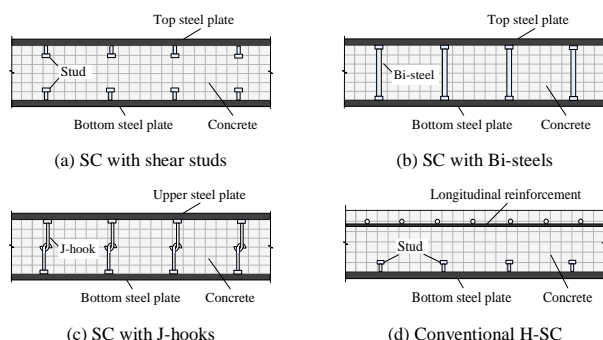 Top steel plate
Stud
Bottom steel plate
Concrete
(a) SC with shear studs
Top steel plate
Bi-steel
Bottom steel plate
Concrete
(b) SC with Bi-steels
Upper steel plate
J-hook
Bottom steel plate
Concrete
(c) SC with J-hooks
Longitudinal reinforcement
Stud
Bottom steel plate
Concrete
(d) Conventional H-SC